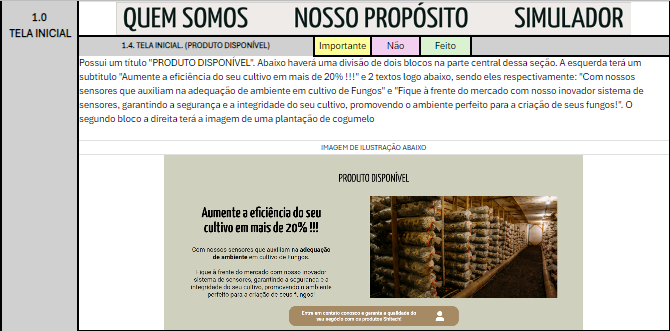 1.0
TELA INICIAL
QUEM SOMOS NOSSO PROPÓSITO SIMULADOR
1.4. TELA INICIAL. (PRODUTO DISPONÍVEL) Importante Não Feito
Possui um título "PRODUTO DISPONÍVEL". Abaixo haverá uma divisão de dois blocos na parte central dessa seção. A esquerda terá um
subtitulo "Aumente a eficiência do seu cultivo em mais de 20% !!!" e 2 textos logo abaixo, sendo eles respectivamente: "Com nossos
sensores que auxiliam na adequação de ambiente em cultivo de Fungos" e "Fique à frente do mercado com nosso inovador sistema de
sensores, garantindo a segurança e a integridade do seu cultivo, promovendo o ambiente perfeito para a criação de seus fungos!". O
segundo bloco a direita terá a imagem de uma plantação de cogumelo
IMAGEM DE ILUSTRAÇÃO ABAIXO
PRODUTO DISPONÍVEL
Aumente a eficiência do seu
cultivo em mais de 20% !!!
Com nossos sensores que auxiliam na adequação
de ambiente em cultivo de Fungos.
Fique à frente do mercado com nosso inovador
sistema de sensores, garantindo a segurança e a
integridade do seu cultivo, promovendo o ambiente
perfeito para a criação de seus fungos!
Entre em contato conosco e garanta a qualidade do
seu negócio com os produtos Shitech!